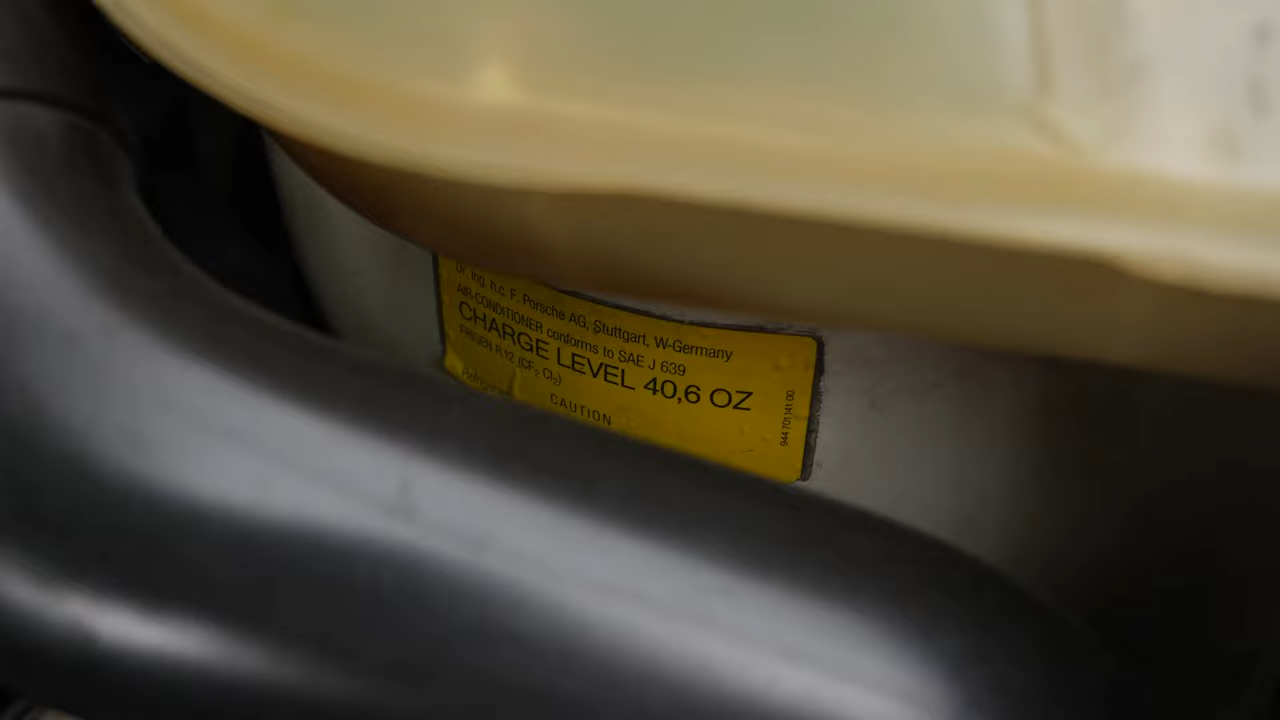 Dr. Ing. h.c. F. Porsche AG, Stuttgart, W-Germany
AIR-CONDITIONER conforms to SAE J 639
CHARGE LEVEL 40,6 OZ
FRIGEN R 12 (CF₂ Cl₂)
CAUTION
944 701 141 00